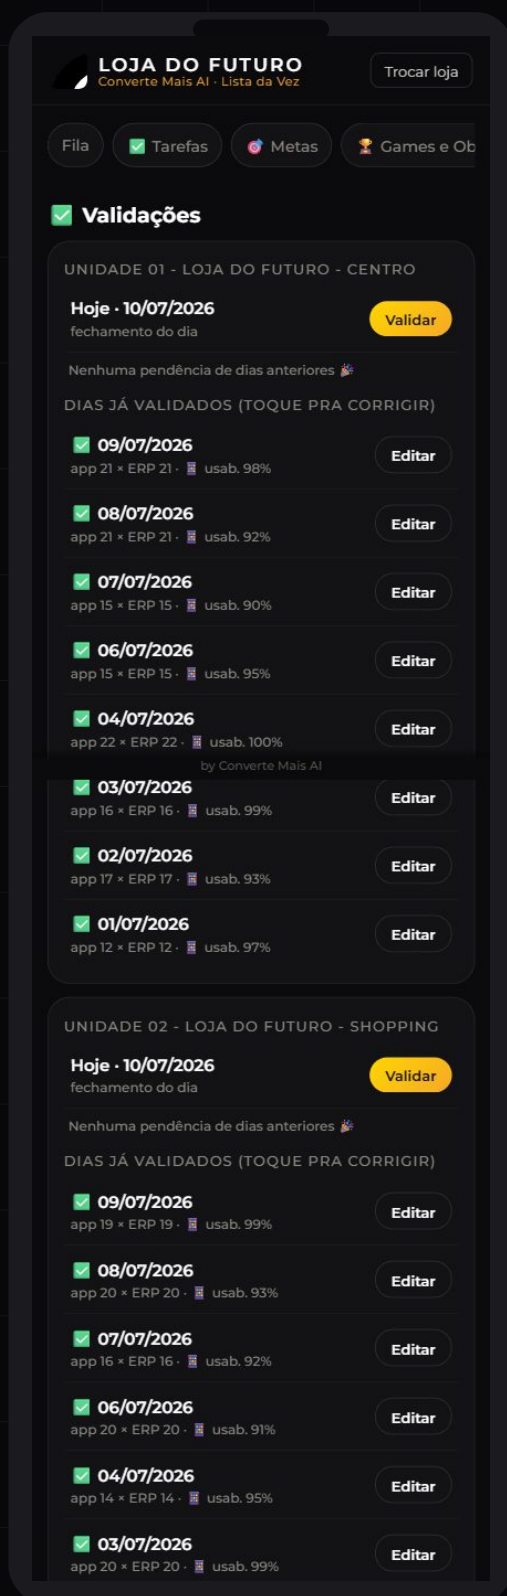 LOJA DO FUTURO
Converte Mais AI · Lista da Vez
Trocar loja
Fila
Tarefas
Metas
Games e Ob
Validações
UNIDADE 01 - LOJA DO FUTURO - CENTRO
Hoje · 10/07/2026
fechamento do dia
Validar
Nenhuma pendência de dias anteriores
DIAS JÁ VALIDADOS (TOQUE PRA CORRIGIR)
09/07/2026
app 21 × ERP 21 · usab. 98%
Editar
08/07/2026
app 21 × ERP 21 · usab. 92%
Editar
07/07/2026
app 15 × ERP 15 · usab. 90%
Editar
06/07/2026
app 15 × ERP 15 · usab. 95%
Editar
04/07/2026
app 22 × ERP 22 · usab. 100%
Editar
by Converte Mais AI
03/07/2026
app 16 × ERP 16 · usab. 99%
Editar
02/07/2026
app 17 × ERP 17 · usab. 93%
Editar
01/07/2026
app 12 × ERP 12 · usab. 97%
Editar
UNIDADE 02 - LOJA DO FUTURO - SHOPPING
Hoje · 10/07/2026
fechamento do dia
Validar
Nenhuma pendência de dias anteriores
DIAS JÁ VALIDADOS (TOQUE PRA CORRIGIR)
09/07/2026
app 19 × ERP 19 · usab. 99%
Editar
08/07/2026
app 20 × ERP 20 · usab. 93%
Editar
07/07/2026
app 16 × ERP 16 · usab. 92%
Editar
06/07/2026
app 20 × ERP 20 · usab. 91%
Editar
04/07/2026
app 14 × ERP 14 · usab. 95%
Editar
03/07/2026
app 20 × ERP 20 · usab. 99%
Editar